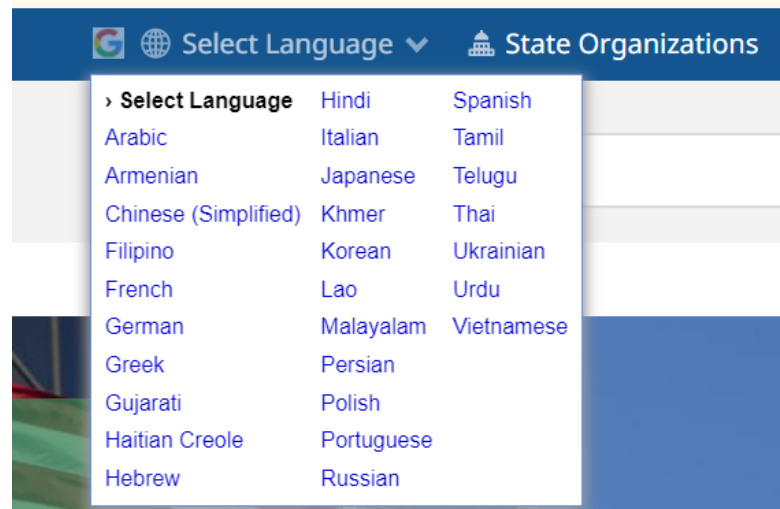 Select Language State Organizations
› Select Language
Arabic
Armenian
Chinese (Simplified)
Filipino
French
German
Greek
Gujarati
Haitian Creole
Hebrew
Hindi
Italian
Japanese
Khmer
Korean
Lao
Malayalam
Persian
Polish
Portuguese
Russian
Spanish
Tamil
Telugu
Thai
Ukrainian
Urdu
Vietnamese